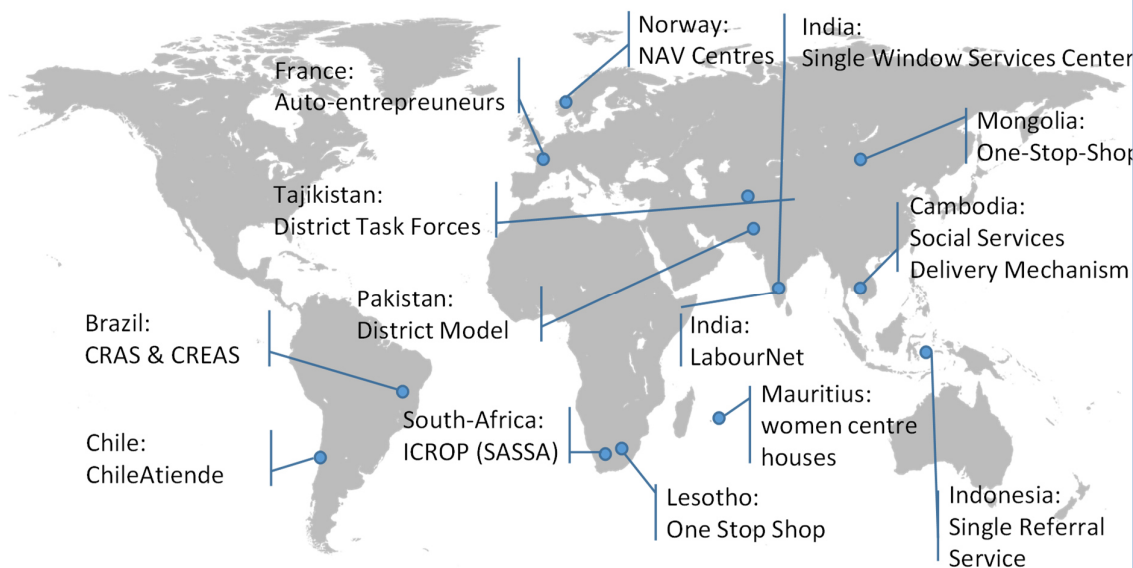 Norway:
NAV Centres
India:
Single Window Services Center
France:
Auto-entrepreuneurs
Mongolia:
One-Stop-Shop
Tajikistan:
District Task Forces
Cambodia:
Social Services
Delivery Mechanism
Pakistan:
District Model
Brazil:
CRAS & CREAS
India:
LabourNet
South-Africa:
ICROP (SASSA)
Mauritius:
women centre
houses
Chile:
ChileAtiende
Lesotho:
One Stop Shop
Indonesia:
Single Referral
Service